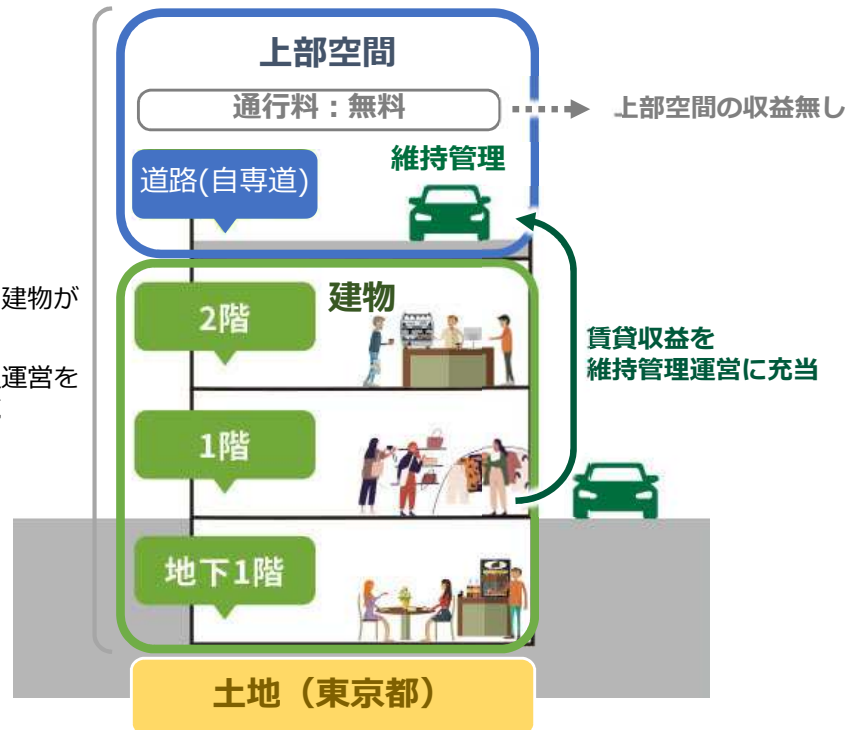 上部空間
通行料：無料
上部空間の収益無し
維持管理
道路(自専道)
建物
2階
建物が
賃貸収益を
維持管理運営に充当
運営を
1階
地下1階
土地（東京都）